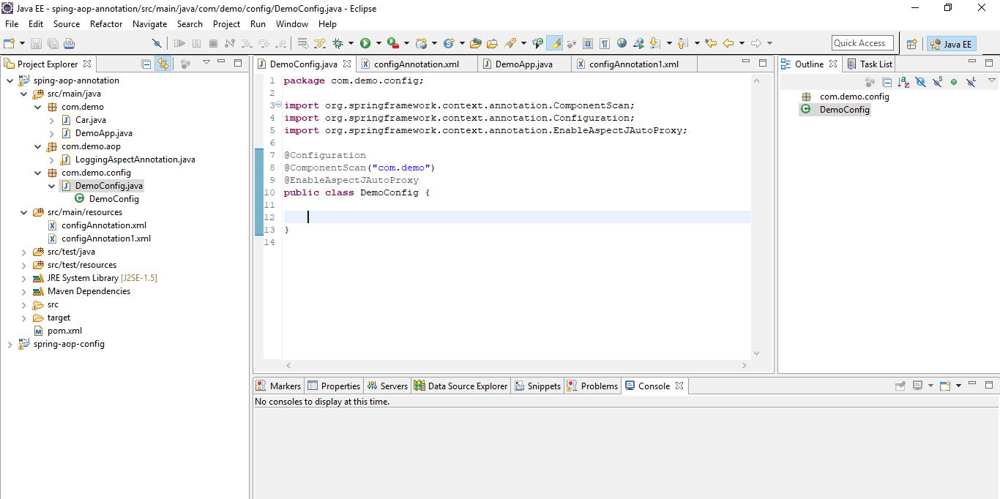 Java EE - sping-aop-annotation/src/main/java/com/demo/config/DemoConfig.java - Eclipse
File Edit Source Refactor Navigate Search Project Run Window Help
Quick Access
Java EE
Project Explorer
sping-aop-annotation
src/main/java
com.demo
Car.java
DemoApp.java
com.demo.aop
LoggingAspectAnnotation.java
com.demo.config
DemoConfig.java
DemoConfig
src/main/resources
configAnnotation.xml
configAnnotation1.xml
src/test/java
src/test/resources
JRE System Library [J2SE-1.5]
Maven Dependencies
src
target
pom.xml
spring-aop-config
DemoConfig.java configAnnotation.xml DemoApp.java configAnnotation1.xml
1 package com.demo.config;
2
3 import org.springframework.context.annotation.ComponentScan;
4 import org.springframework.context.annotation.Configuration;
5 import org.springframework.context.annotation.EnableAspectJAutoProxy;
6
7 @Configuration
8 @ComponentScan("com.demo")
9 @EnableAspectJAutoProxy
10 public class DemoConfig {
11
12
13 }
14
Outline Task List
com.demo.config
DemoConfig
Markers Properties Servers Data Source Explorer Snippets Problems Console
No consoles to display at this time.